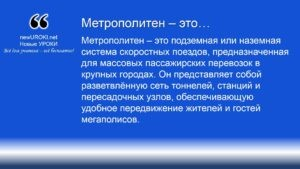 newUROKI.net
Новые УРОКИ
Всё для учителя – всё бесплатно!
Метрополитен – это…
Метрополитен – это подземная или наземная
система скоростных поездов, предназначенная
для массовых пассажирских перевозок в
крупных городах. Он представляет собой
разветвлённую сеть тоннелей, станций и
пересадочных узлов, обеспечивающую
удобное передвижение жителей и гостей
мегаполисов.